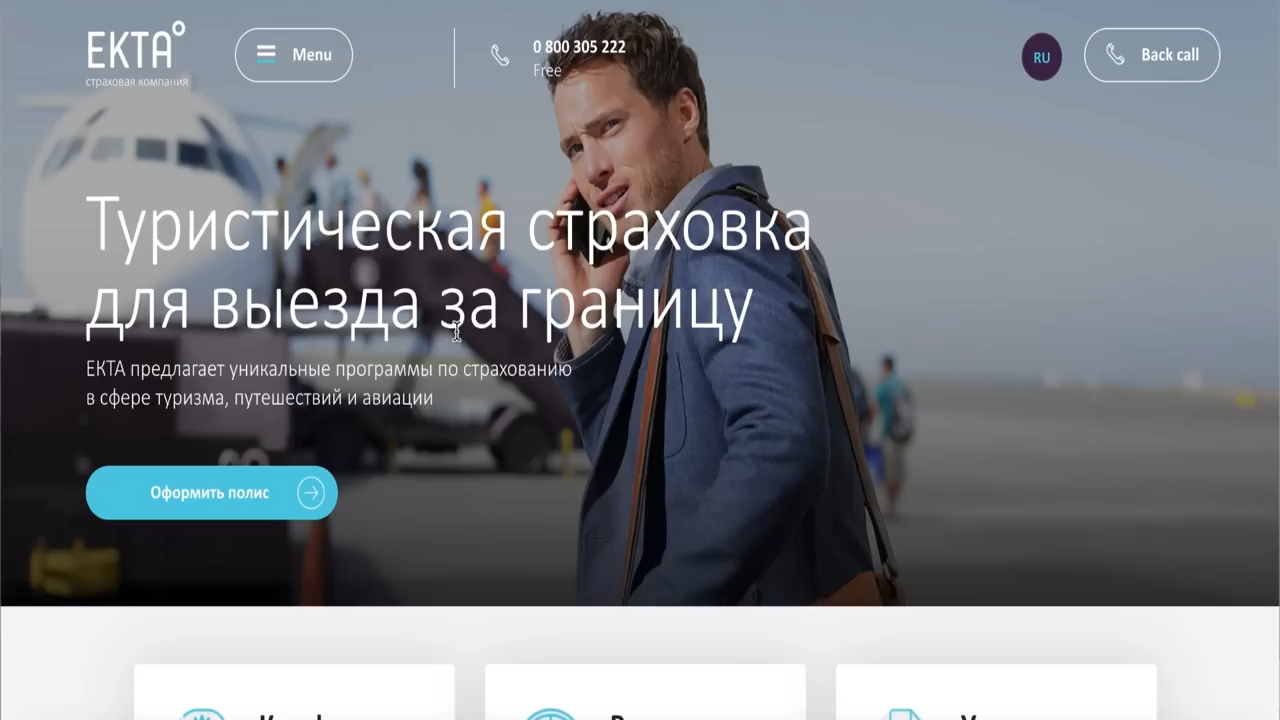 ЕКТА°
страховая компания
Menu
0 800 305 222
Free
RU
Back call
Туристическая страховка
для выезда за границу
ЕКТА предлагает уникальные программы по страхованию
в сфере туризма, путешествий и авиации
Оформить полис